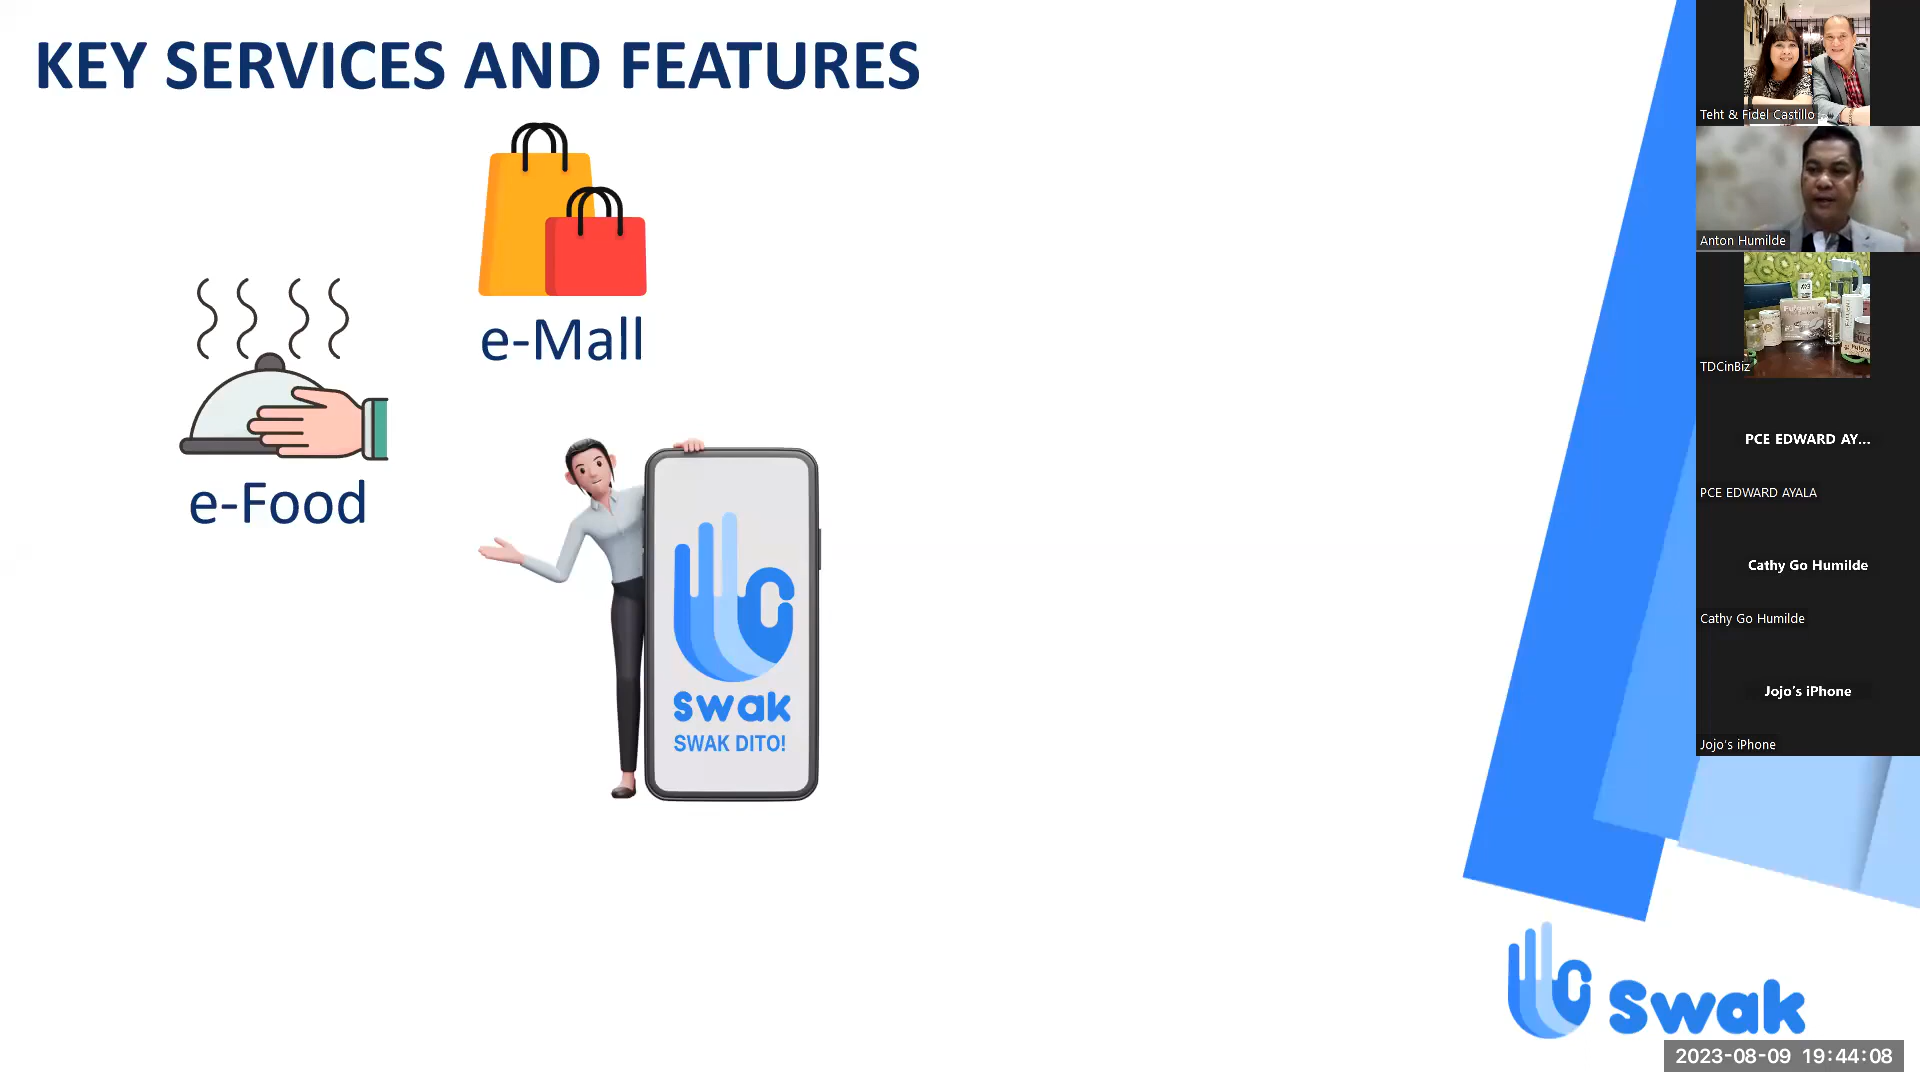 KEY SERVICES AND FEATURES
e-Mall
e-Food
Swak
SWAK DITO!
Teht & Fidel Castillo
Anton Humilde
TDCinBiz
PCE EDWARD AY...
PCE EDWARD AYALA
Cathy Go Humilde
Cathy Go Humilde
Jojo's iPhone
Jojo's iPhone
Swak
2023-08-09 19:44:08